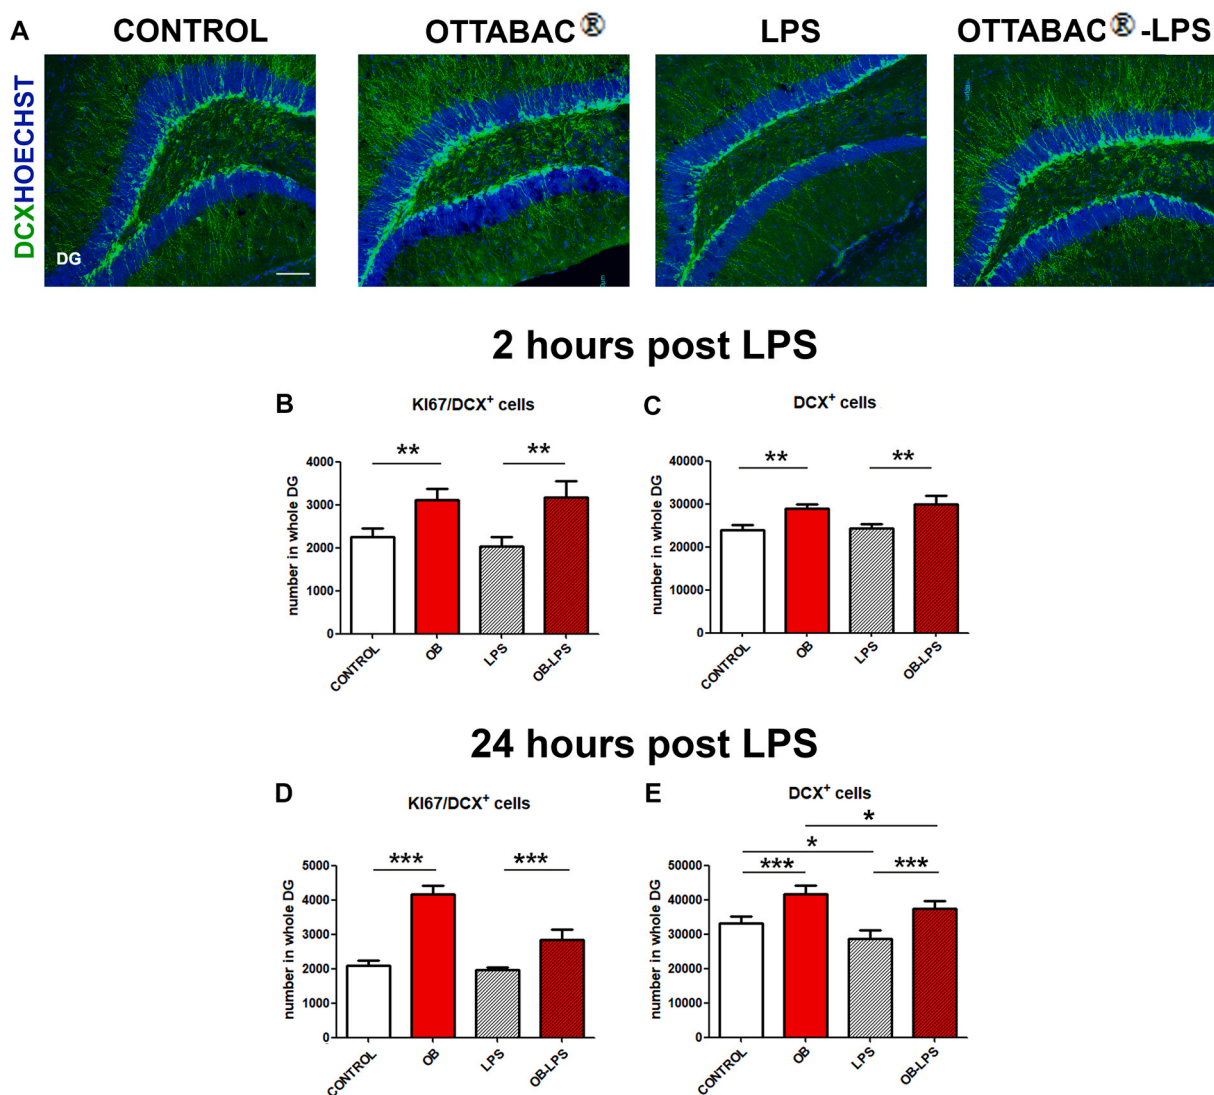 A
CONTROL
OTTABAC®
LPS
OTTABAC®-LPS
DCXHOECHST
DG
2 hours post LPS
B
KI67/DCX⁺ cells
**
**
number in whole DG
4000
3000
2000
1000
0
CONTROL
OB
LPS
OB-LPS
C
DCX⁺ cells
**
**
number in whole DG
40000
30000
20000
10000
0
CONTROL
OB
LPS
OB-LPS
24 hours post LPS
D
KI67/DCX⁺ cells
***
***
number in whole DG
5000
4000
3000
2000
1000
0
CONTROL
OB
LPS
OB-LPS
E
DCX⁺ cells
*
*
***
***
number in whole DG
50000
40000
30000
20000
10000
0
CONTROL
OB
LPS
OB-LPS